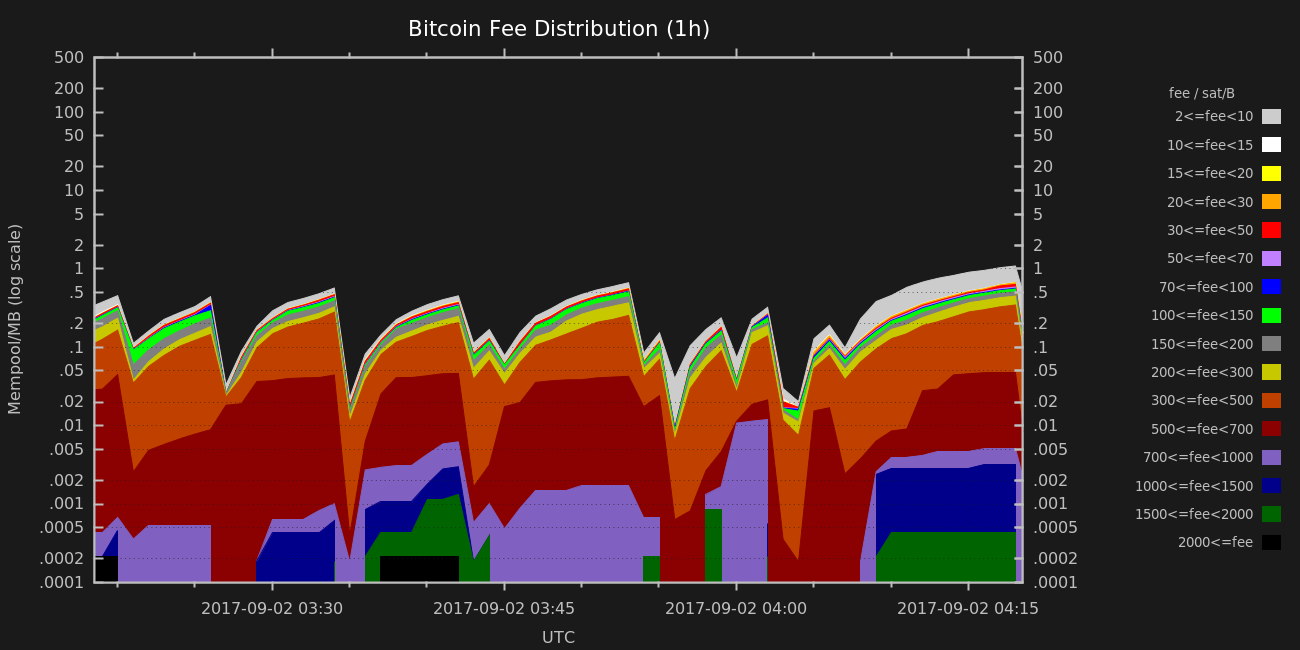 Bitcoin Fee Distribution (1h)
Mempool/MB (log scale)
500
200
100
50
20
10
5
2
1
.5
.2
.1
.05
.02
.01
.005
.002
.001
.0005
.0002
.0001
500
200
100
50
20
10
5
2
1
.5
.2
.1
.05
.02
.01
.005
.002
.001
.0005
.0002
.0001
2017-09-02 03:30
2017-09-02 03:45
2017-09-02 04:00
2017-09-02 04:15
UTC
fee / sat/B
2<=fee<10
10<=fee<15
15<=fee<20
20<=fee<30
30<=fee<50
50<=fee<70
70<=fee<100
100<=fee<150
150<=fee<200
200<=fee<300
300<=fee<500
500<=fee<700
700<=fee<1000
1000<=fee<1500
1500<=fee<2000
2000<=fee